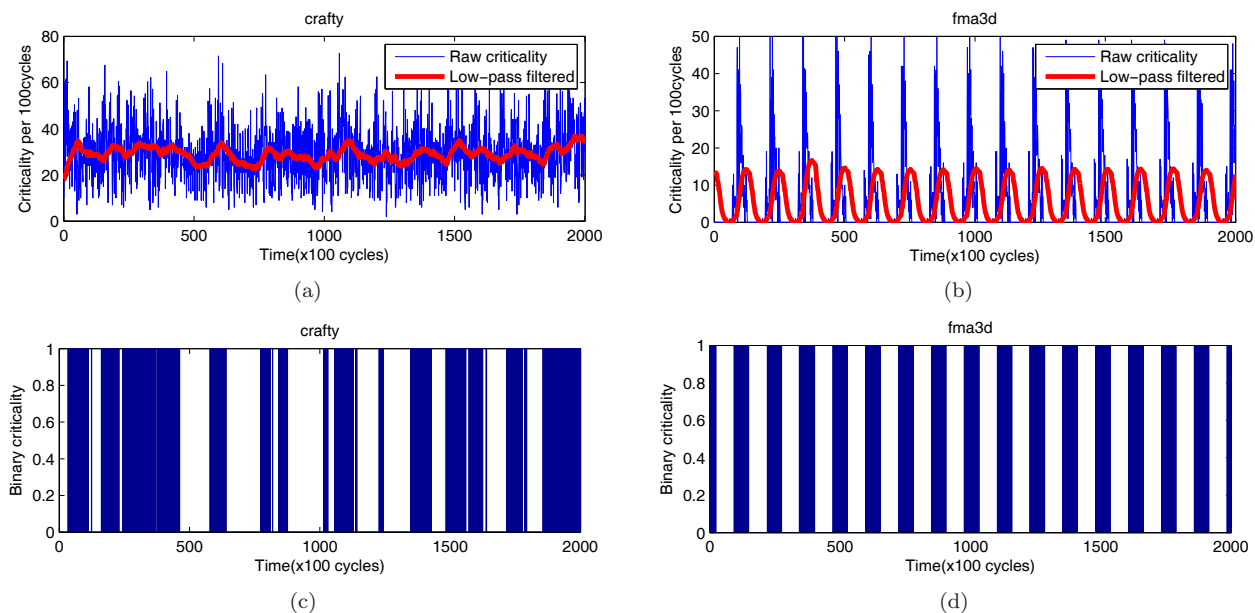 crafty
Criticality per 100cycles
80
60
40
20
0
Raw criticality
Low-pass filtered
0 500 1000 1500 2000
Time(x100 cycles)
(a)
fma3d
Criticality per 100 cycles
50
40
30
20
10
0
Raw criticality
Low-pass filtered
0 500 1000 1500 2000
Time(x100 cycles)
(b)
crafty
Binary criticality
1
0.8
0.6
0.4
0.2
0
0 500 1000 1500 2000
Time(x100 cycles)
(c)
fma3d
Binary criticality
1
0.8
0.6
0.4
0.2
0
0 500 1000 1500 2000
Time(x100 cycles)
(d)